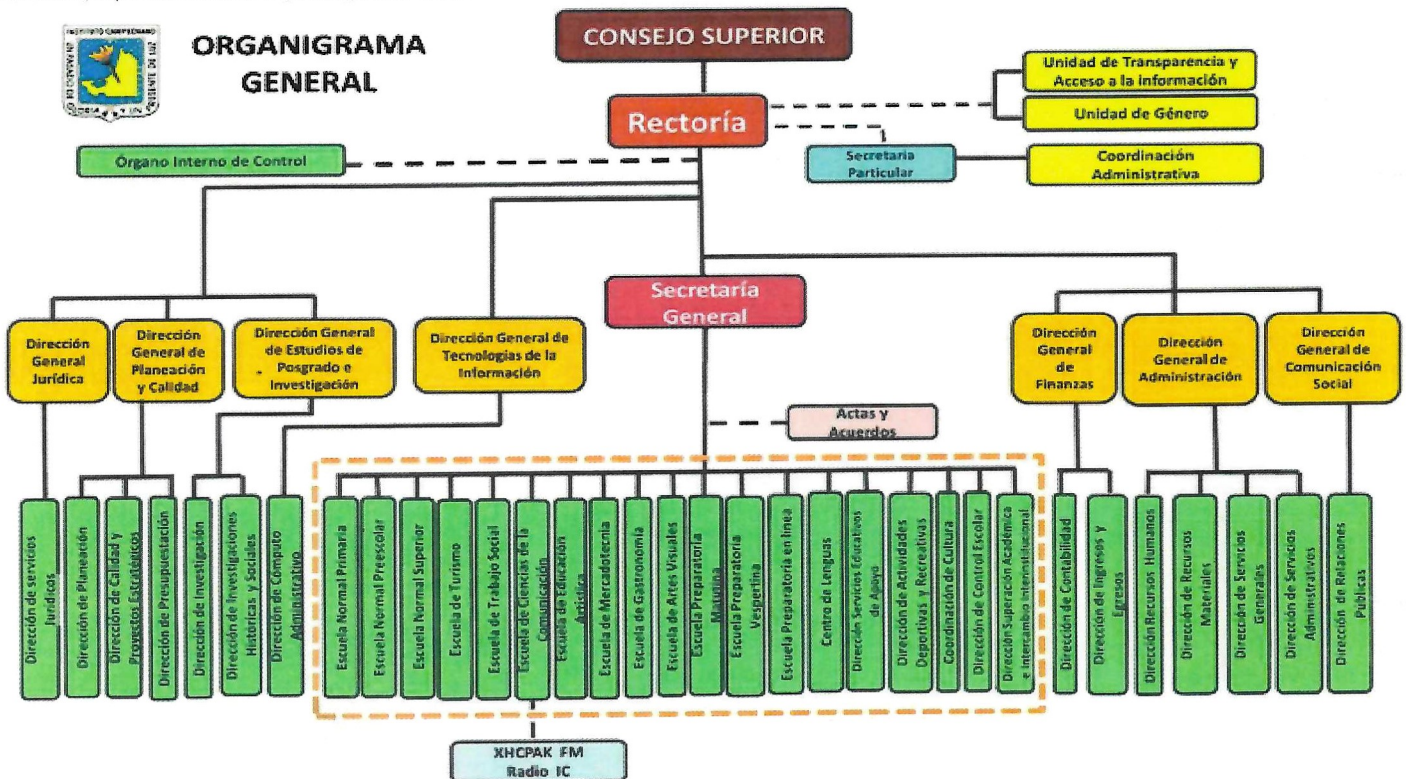 INSTITUTO CAMPECHANO
ORGANIGRAMA
GENERAL
CONSEJO SUPERIOR
Unidad de Transparencia y
Acceso a la información
Unidad de Género
Rectoría
Órgano Interno de Control
Secretaria
Particular
Coordinación
Administrativa
Secretaría
General
Dirección
General
Jurídica
Dirección
General de
Planeación
y Calidad
Dirección General
de Estudios de
Posgrado e
Investigación
Dirección General de
Tecnologías de la
Información
Dirección
General
de
Finanzas
Dirección
General de
Administración
Dirección
General de
Comunicación
Social
Actas y
Acuerdos
Dirección de servicios
Jurídicos
Dirección de Planeación
Dirección de Calidad y
Proyectos Estratégicos
Dirección de Presupuestación
Dirección de Investigación
Dirección de Investigaciones
Históricas y Sociales
Dirección de Computo
Administrativo
Escuela Normal Primaria
Escuela Normal Preescolar
Escuela Normal Superior
Escuela de Turismo
Escuela de Trabajo Social
Escuela de Ciencias de la
Comunicación
Escuela de Educación
Artística
Escuela de Mercadotecnia
Escuela de Gastronomía
Escuela de Artes Visuales
Escuela Preparatoria
Matutina
Escuela Preparatoria
Vespertina
Escuela Preparatoria en línea
Centro de Lenguas
Dirección Servicios Educativos
de Apoyo
Dirección de Actividades
Deportivas y Recreativas
Coordinación de Cultura
Dirección de Control Escolar
Dirección Superación Académica
e Intercambio Interinstitucional
Dirección de Contabilidad
Dirección de Ingresos y
Egresos
Dirección Recursos Humanos
Dirección de Recursos
Materiales
Dirección de Servicios
Generales
Dirección de Servicios
Administrativos
Dirección de Relaciones
Públicas
XHCPAK FM
Radio IC